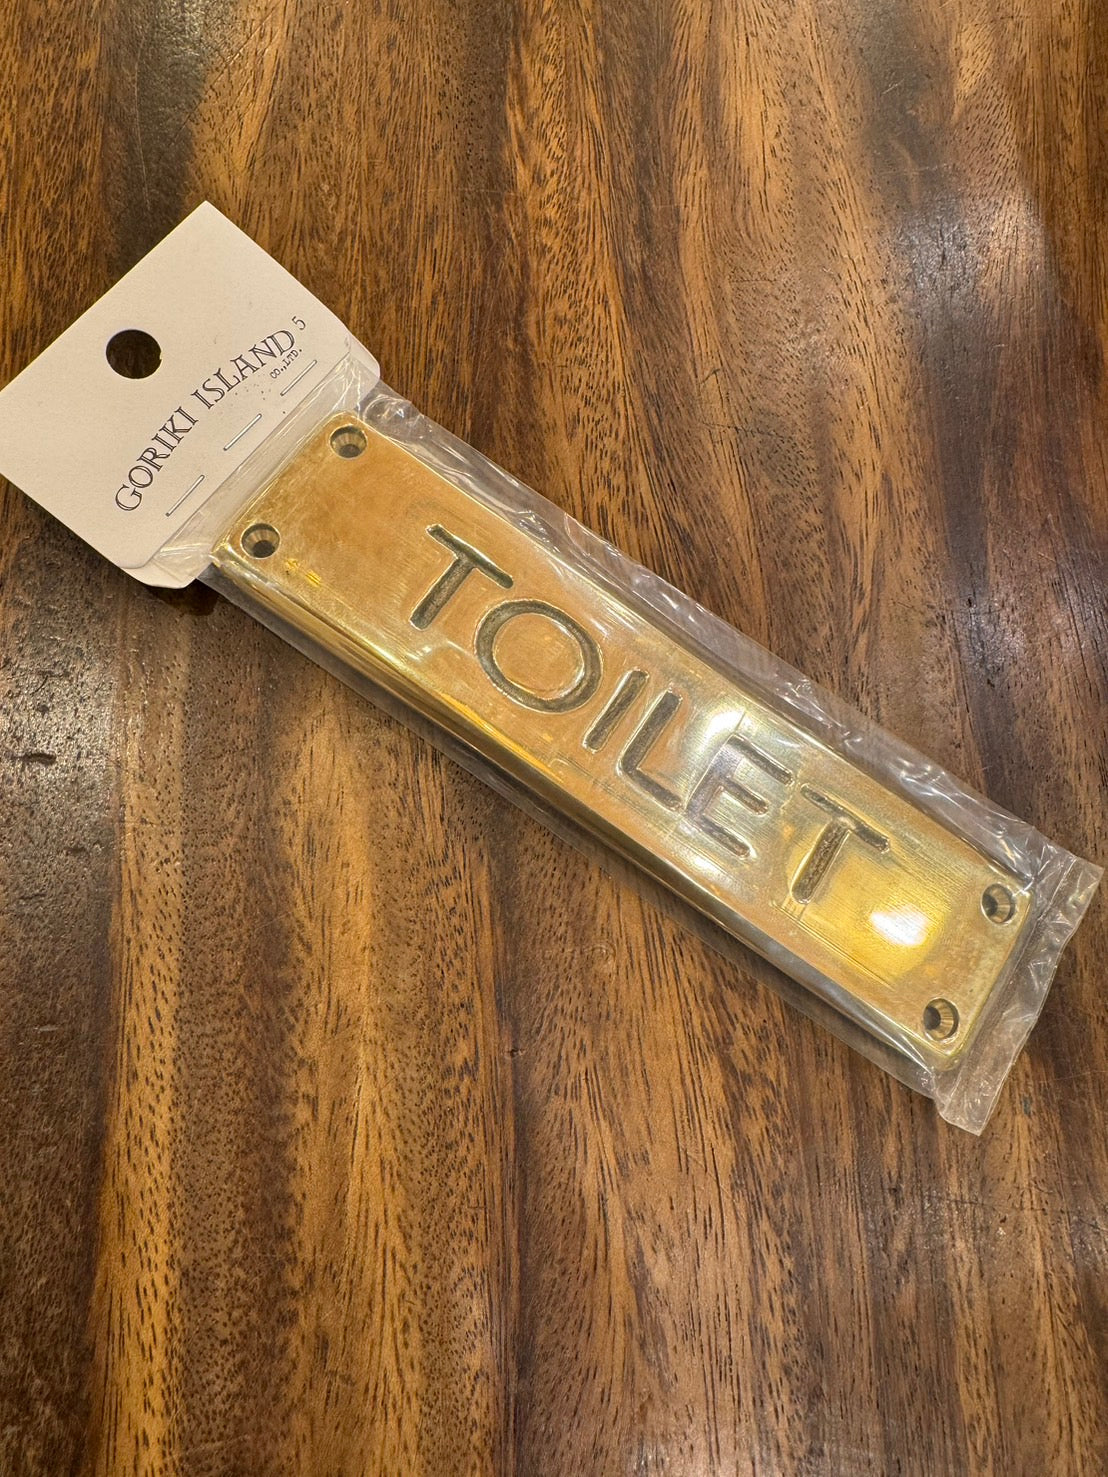 GORIKI ISLAND 5
CO.,LTD.
TOILET